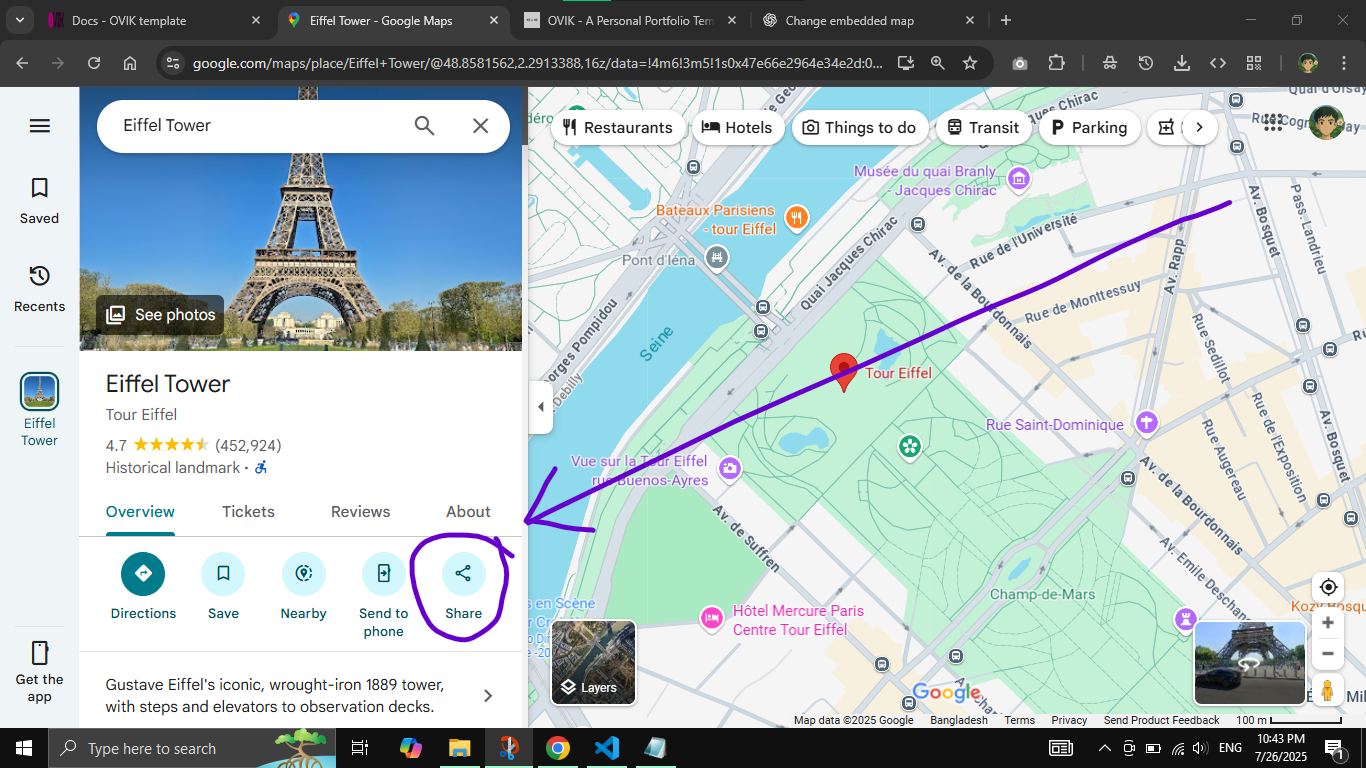 Docs - OVIK template
Eiffel Tower - Google Maps
OVIK - A Personal Portfolio Tem
Change embedded map
google.com/maps/place/Eiffel+Tower/@48.8581562,2.2913388,16z/data=!4m6!3m5!1s0x47e66e2964e34e2d:0...
Eiffel Tower
Restaurants
Hotels
Things to do
Transit
Parking
Saved
Recents
Eiffel
Tower
Get the
app
See photos
Eiffel Tower
Tour Eiffel
4.7 (452,924)
Historical landmark
Overview
Tickets
Reviews
About
Directions
Save
Nearby
Send to
phone
Share
Gustave Eiffel's iconic, wrought-iron 1889 tower,
with steps and elevators to observation decks.
Jacques Chirac
Quai d'Orsay
Musée du quai Branly
- Jacques Chirac
Bateaux Parisiens
- tour Eiffel
Pont d'Iéna
Quai Jacques Chirac
Rue de l'Université
Av. de la Bourdonnais
Av. Rapp
Av. Bosquet
Pass. Landrieu
Rue de Monttessuy
Seine
Debilly
Tour Eiffel
Rue Sedillot
Rue Saint-Dominique
Rue Augereau
Rue de l'Exposition
Av. Bosquet
Vue sur la Tour Eiffel
rue Buenos-Ayres
Av. de la Bourdonnais
Av. de Suffren
Av. Emile Deschanel
Champ-de-Mars
en Scène
Hôtel Mercure Paris
Centre Tour Eiffel
Layers
Google
Map data ©2025 Google
Bangladesh
Terms
Privacy
Send Product Feedback
100 m
Type here to search
ENG
10:43 PM
7/26/2025
1